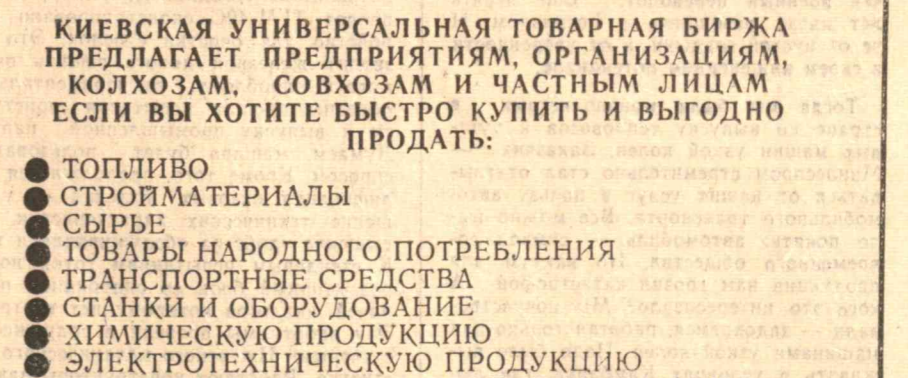 КИЕВСКАЯ УНИВЕРСАЛЬНАЯ ТОВАРНАЯ БИРЖА
ПРЕДЛАГАЕТ ПРЕДПРИЯТИЯМ, ОРГАНИЗАЦИЯМ,
КОЛХОЗАМ, СОВХОЗАМ И ЧАСТНЫМ ЛИЦАМ
ЕСЛИ ВЫ ХОТИТЕ БЫСТРО КУПИТЬ И ВЫГОДНО
ПРОДАТЬ:
● ТОПЛИВО
● СТРОЙМАТЕРИАЛЫ
● СЫРЬЕ
● ТОВАРЫ НАРОДНОГО ПОТРЕБЛЕНИЯ
● ТРАНСПОРТНЫЕ СРЕДСТВА
● СТАНКИ И ОБОРУДОВАНИЕ
● ХИМИЧЕСКУЮ ПРОДУКЦИЮ
● ЭЛЕКТРОТЕХНИЧЕСКУЮ ПРОДУКЦИЮ